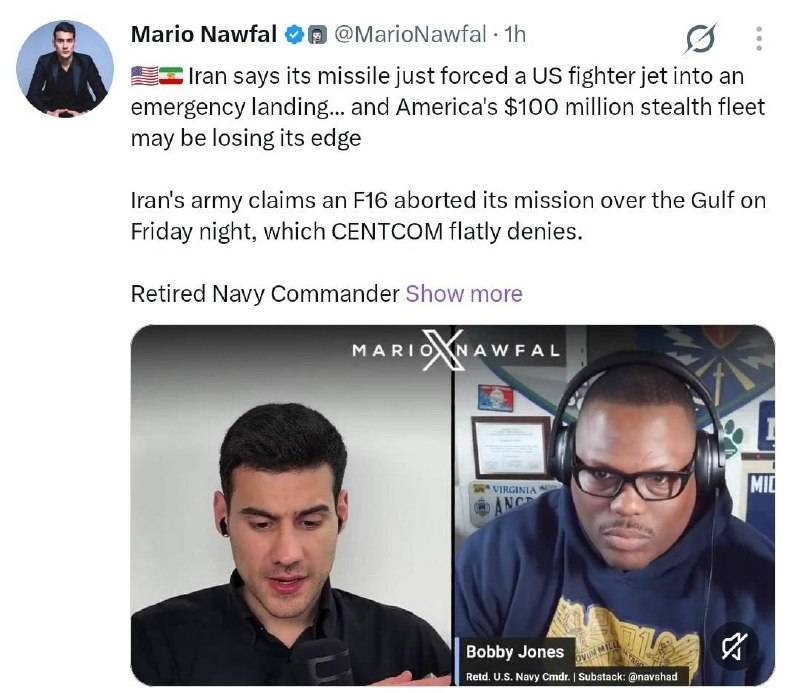 Mario Nawfal @MarioNawfal · 1h
🇺🇸🇮🇷 Iran says its missile just forced a US fighter jet into an
emergency landing... and America's $100 million stealth fleet
may be losing its edge
Iran's army claims an F16 aborted its mission over the Gulf on
Friday night, which CENTCOM flatly denies.
Retired Navy Commander Show more
MARIO X NAWFAL
VIRGINIA
MIL
Bobby Jones
Retd. U.S. Navy Cmdr. | Substack: @navshad